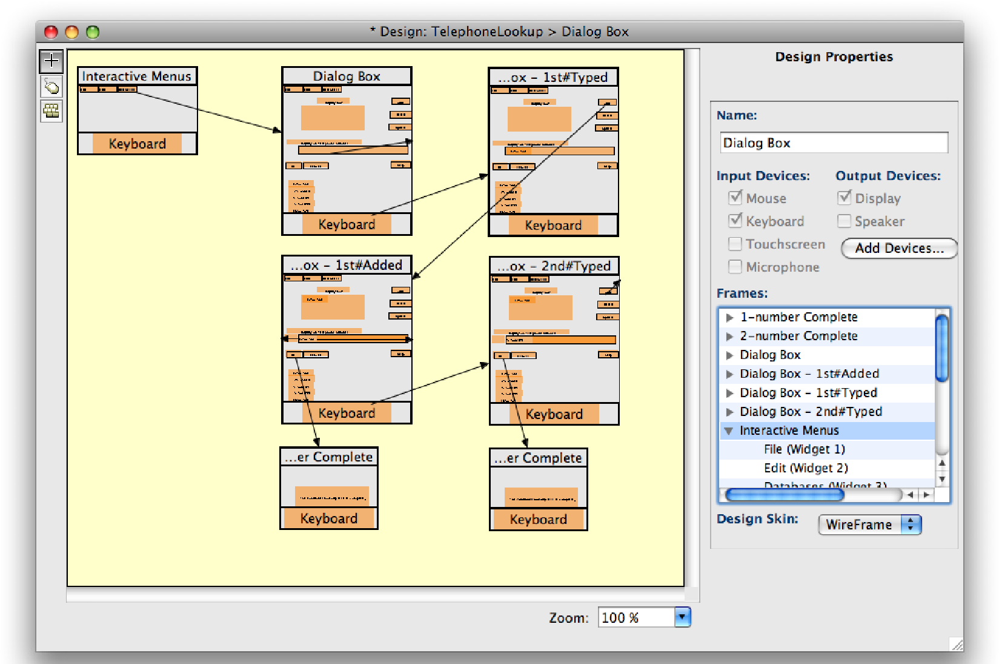 * Design: TelephoneLookup > Dialog Box
Interactive Menus
Keyboard
Dialog Box
Keyboard
...ox - 1st#Typed
Keyboard
...ox - 1st#Added
Keyboard
...ox - 2nd#Typed
Keyboard
...er Complete
Keyboard
...er Complete
Keyboard
Zoom: 100 %
Design Properties
Name:
Dialog Box
Input Devices: Output Devices:
Mouse Display
Keyboard Speaker
Touchscreen Add Devices...
Microphone
Frames:
1-number Complete
2-number Complete
Dialog Box
Dialog Box - 1st#Added
Dialog Box - 1st#Typed
Dialog Box - 2nd#Typed
Interactive Menus
File (Widget 1)
Edit (Widget 2)
Databases (Widget 3)
Design Skin: WireFrame